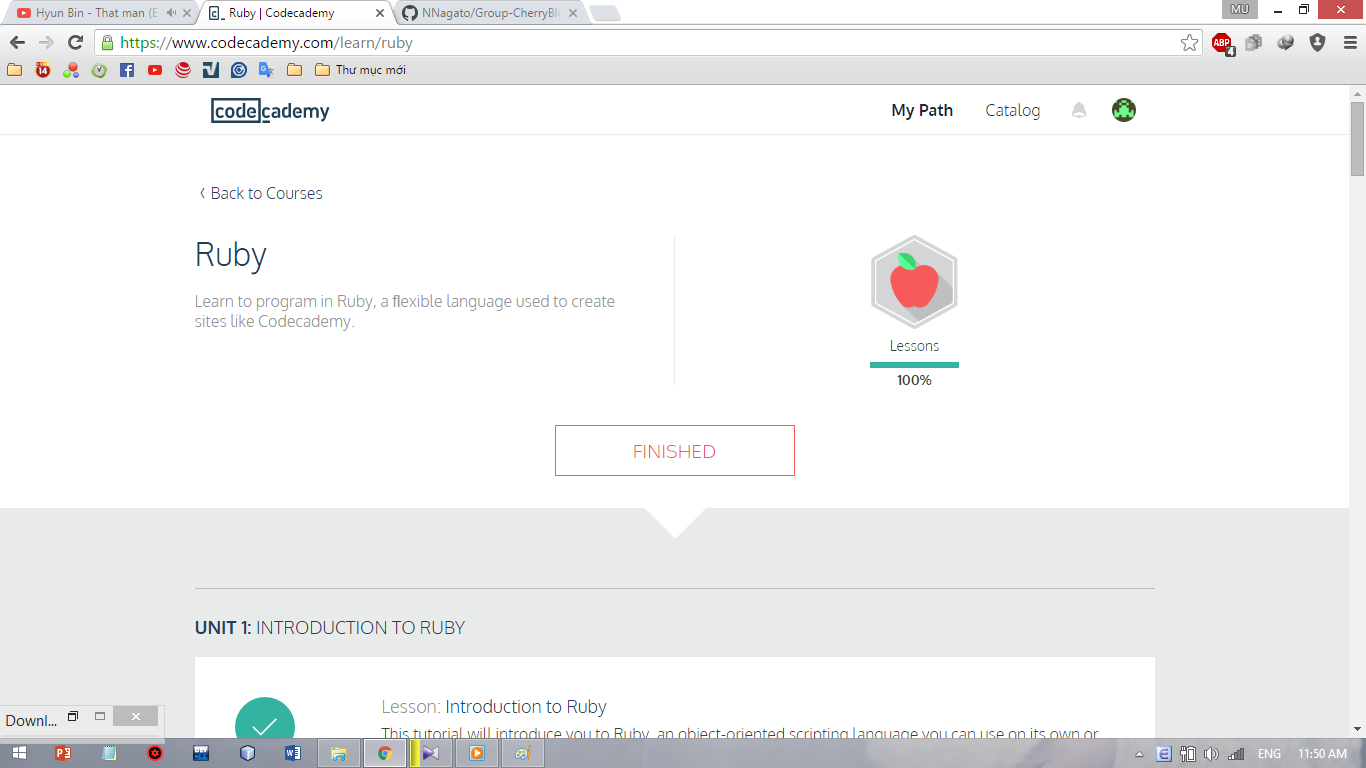 Hyun Bin - That man (E
Ruby | Codecademy
NNagato/Group-CherryBl
MU
https://www.codecademy.com/learn/ruby
ABP
4
14
Thư mục mới
codecademy
My Path
Catalog
Back to Courses
Ruby
Learn to program in Ruby, a flexible language used to create
sites like Codecademy.
Lessons
100%
FINISHED
UNIT 1: INTRODUCTION TO RUBY
Lesson: Introduction to Ruby
This tutorial will introduce you to Ruby, an object-oriented scripting language you can use on its own or
Downl...
ENG
11:50 AM